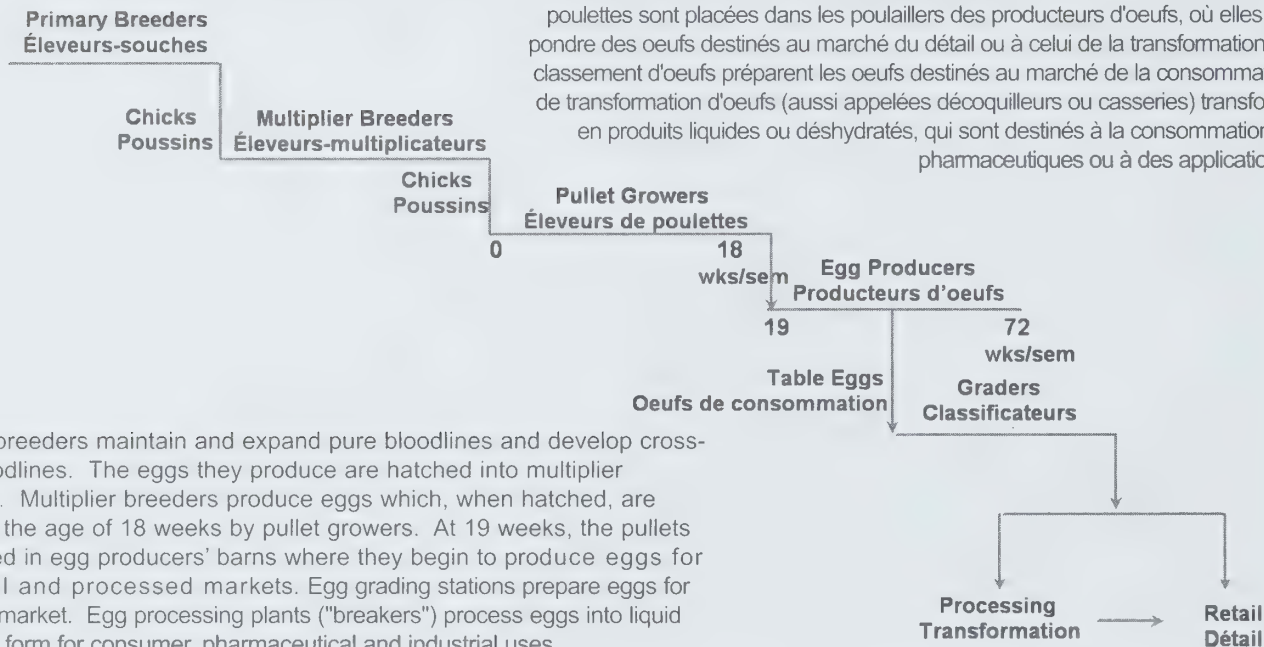 Primary Breeders
Éleveurs-souches
poulettes sont placées dans les poulaillers des producteurs d'oeufs, où elles
pondre des oeufs destinés au marché du détail ou à celui de la transformation
classement d'oeufs préparent les oeufs destinés au marché de la
de transformation d'oeufs (aussi appelées décoquilleurs ou casseries)
en produits liquides ou déshydratés, qui sont destinés à la consommation
pharmaceutiques ou à des
Chicks
Poussins
Multiplier Breeders
Éleveurs-multiplicateurs
Chicks
Poussins
Pullet Growers
Éleveurs de poulettes
0
18
wks/sem
Egg Producers
Producteurs d'oeufs
19
72
wks/sem
Table Eggs
Oeufs de consommation
Graders
Classificateurs
breeders maintain and expand pure bloodlines and develop cross-
The eggs they produce are hatched into multiplier
Multiplier breeders produce eggs which, when hatched, are
the age of 18 weeks by pullet growers. At 19 weeks, the pullets
in egg producers' barns where they begin to produce eggs for
and processed markets. Egg grading stations prepare eggs for
market. Egg processing plants ("breakers") process eggs into liquid
form for consumer, pharmaceutical and industrial uses.
Processing
Transformation
Retail
Détail